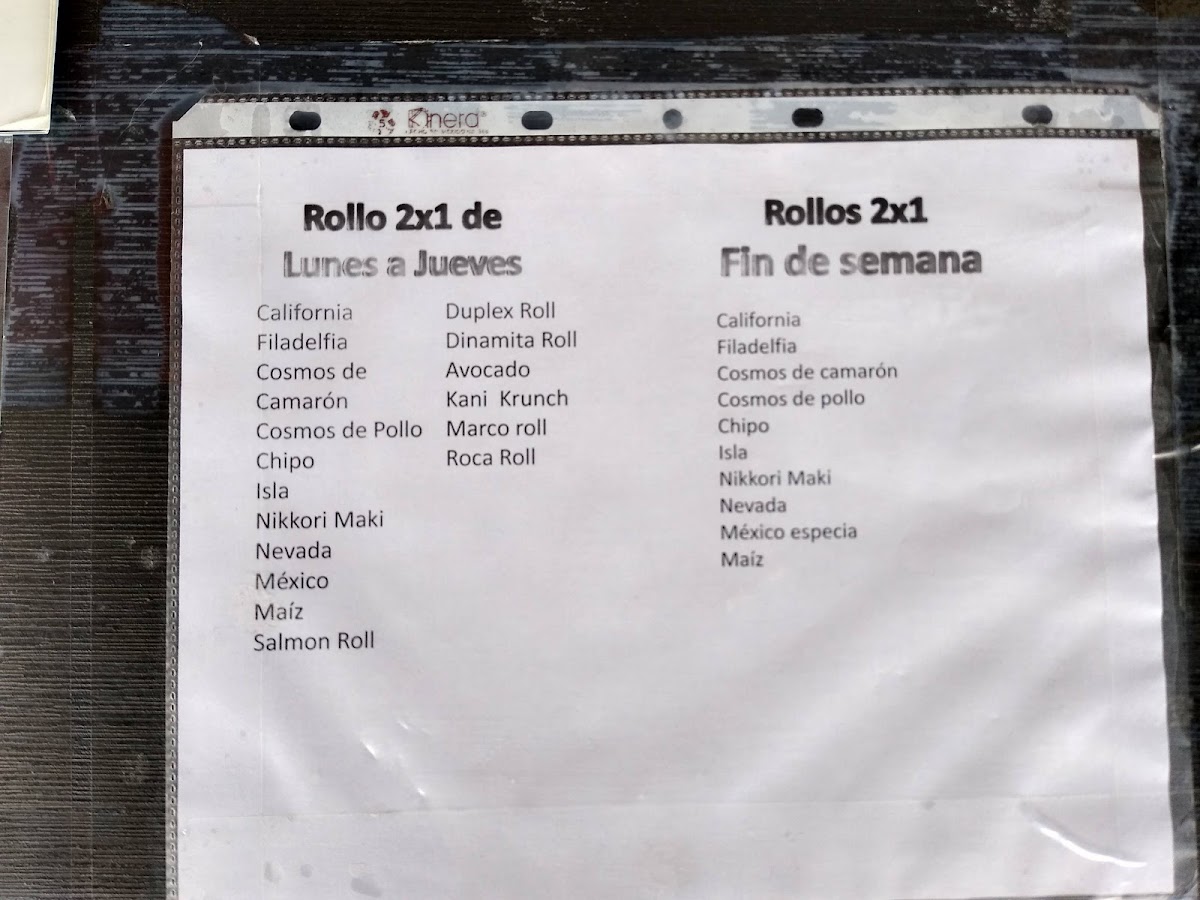 Kinera
Rollo 2x1 de
Lunes a Jueves
California
Filadelfia
Cosmos de
Camarón
Cosmos de Pollo
Chipo
Isla
Nikkori Maki
Nevada
México
Maíz
Salmon Roll
Duplex Roll
Dinamita Roll
Avocado
Kani Krunch
Marco roll
Roca Roll
Rollos 2x1
Fin de semana
California
Filadelfia
Cosmos de camarón
Cosmos de pollo
Chipo
Isla
Nikkori Maki
Nevada
México especia
Maíz